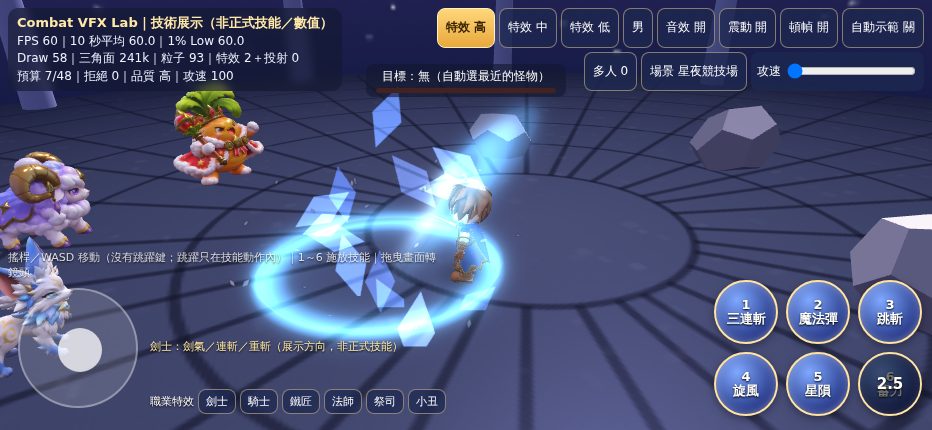 Combat VFX Lab｜技術展示（非正式技能／數值）
FPS 60｜10 秒平均 60.0｜1% Low 60.0
Draw 58｜三角面 241k｜粒子 93｜特效 2＋投射 0
預算 7/48｜拒絕 0｜品質 高｜攻速 100
特效 高
特效 中
特效 低
男
音效 開
震動 開
頓幀 開
自動示範 關
目標：無（自動選最近的怪物）
多人 0
場景 星夜競技場
攻速
搖桿／WASD 移動（沒有跳躍鍵；跳躍只在技能動作內）｜1～6 施放技能｜拖曳畫面轉
鏡頭
1
三連斬
2
魔法彈
3
跳斬
劍士：劍氣／連斬／重斬（展示方向，非正式技能）
4
旋風
5
星隕
2.5
職業特效
劍士
騎士
鐵匠
法師
祭司
小丑